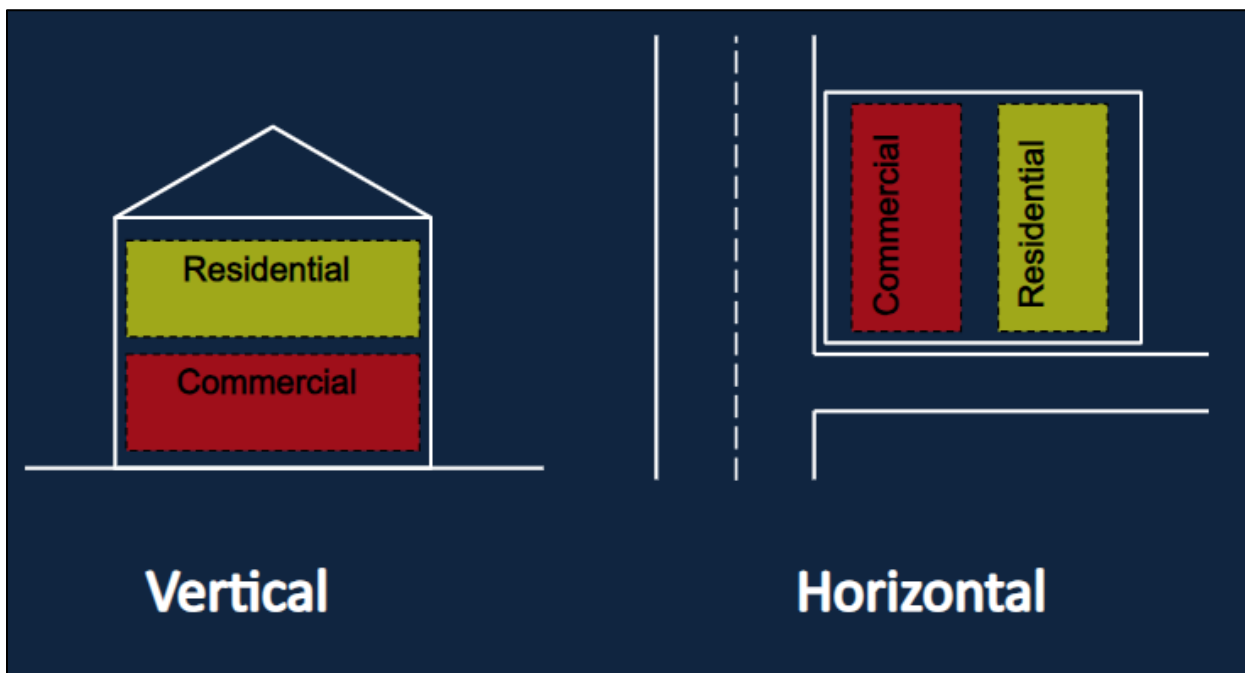 Residential
Commercial
Vertical
Commercial
Residential
Horizontal